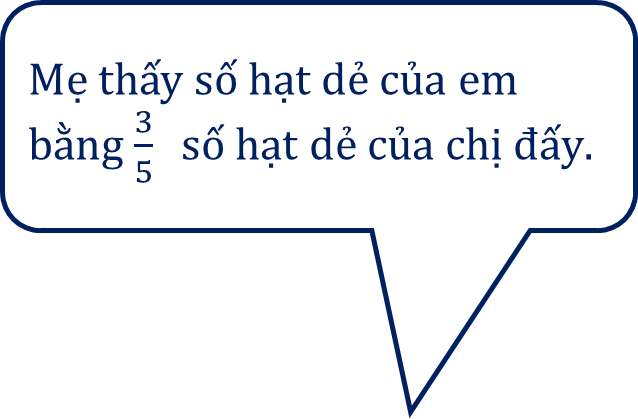 Mẹ thấy số hạt dẻ của em
bằng 3/5 số hạt dẻ của chị đấy.